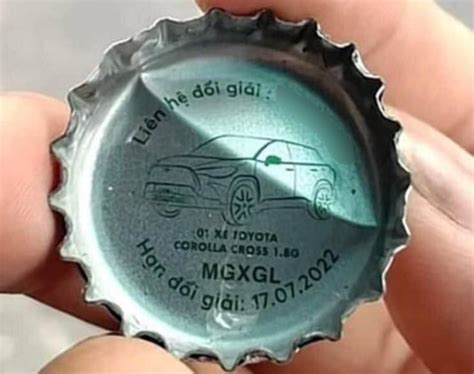 Liên hệ đổi giải :
01 XE TOYOTA
COROLLA CROSS 1.8G
MGXGL
Hạn đổi giải: 17.07.2022